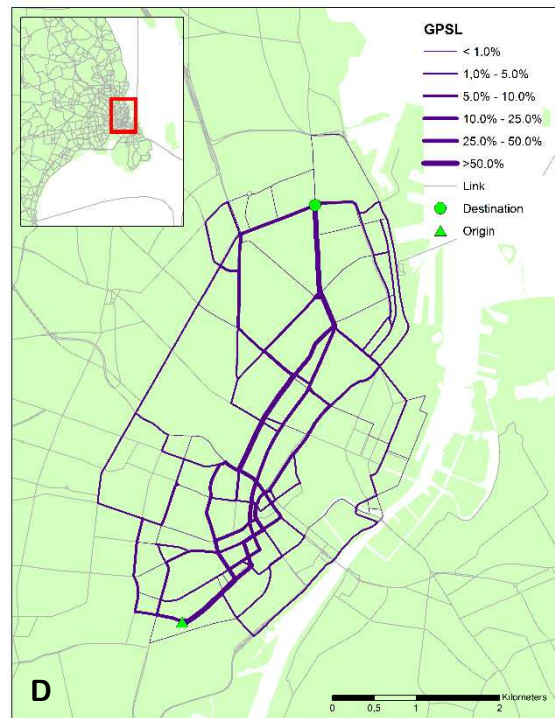 GPSL
< 1.0%
1,0% - 5.0%
5.0% - 10.0%
10.0% - 25.0%
25.0% - 50.0%
>50.0%
Link
Destination
Origin
D
Kilometers
0 0,5 1 2